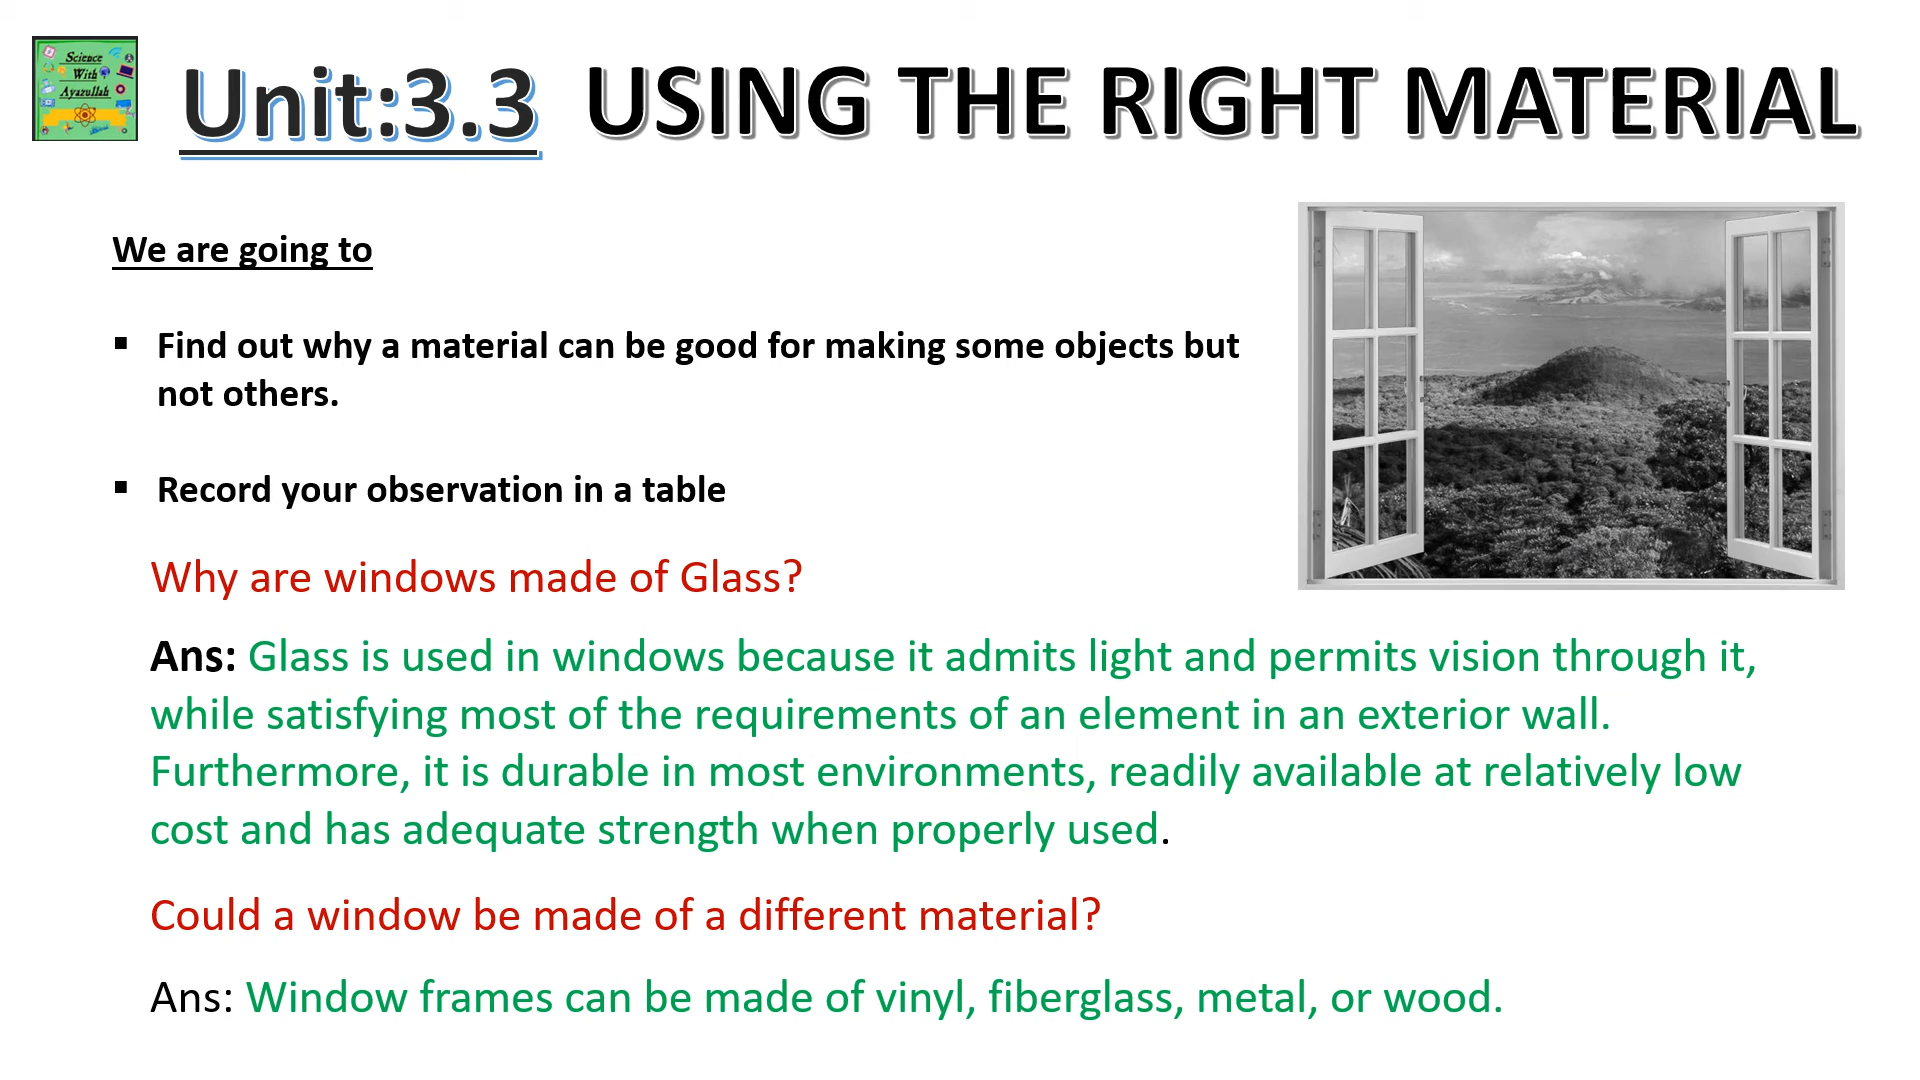 Science
With
Ayazullah
Unit:3.3 USING THE RIGHT MATERIAL
We are going to
▪ Find out why a material can be good for making some objects but
not others.
▪ Record your observation in a table
Why are windows made of Glass?
Ans: Glass is used in windows because it admits light and permits vision through it,
while satisfying most of the requirements of an element in an exterior wall.
Furthermore, it is durable in most environments, readily available at relatively low
cost and has adequate strength when properly used.
Could a window be made of a different material?
Ans: Window frames can be made of vinyl, fiberglass, metal, or wood.